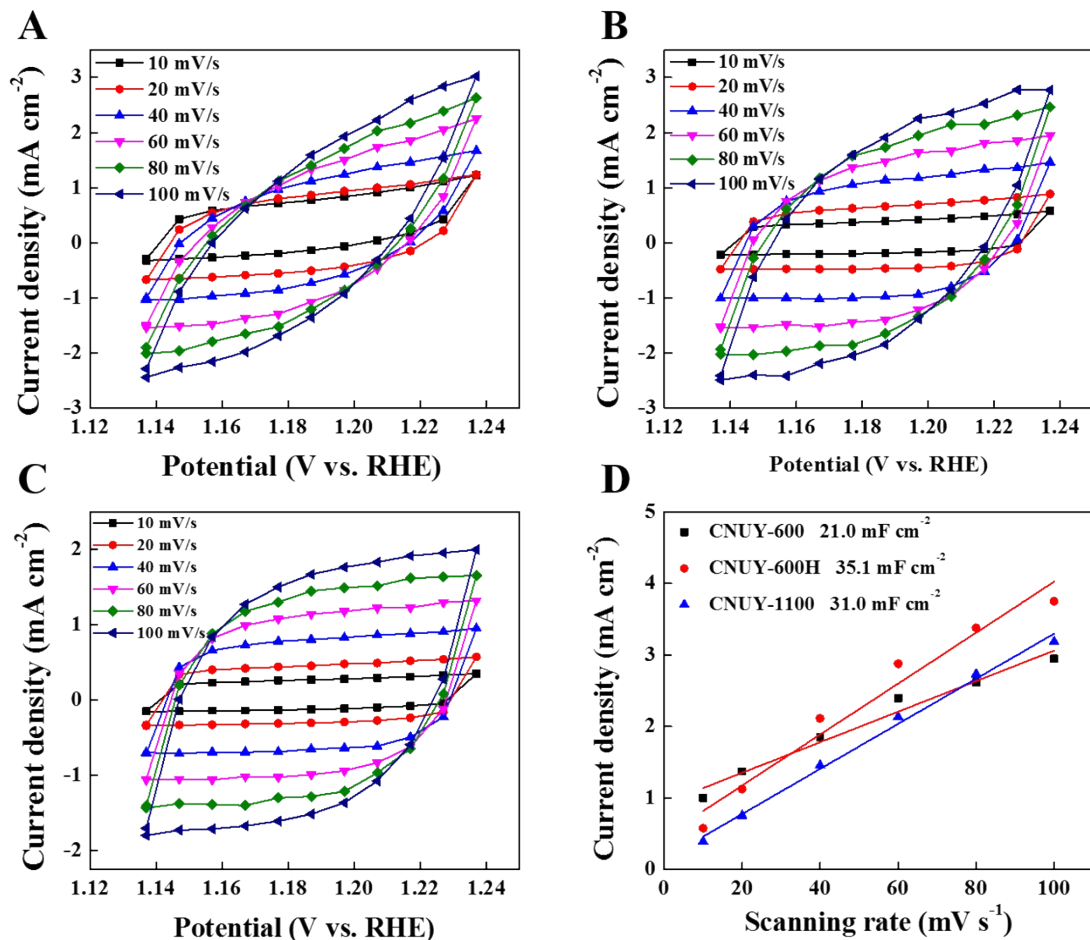 A
10 mV/s
20 mV/s
40 mV/s
60 mV/s
80 mV/s
100 mV/s
3
2
1
0
-1
-2
-3
1.12 1.14 1.16 1.18 1.20 1.22 1.24
Current density (mA cm⁻²)
Potential (V vs. RHE)
B
10 mV/s
20 mV/s
40 mV/s
60 mV/s
80 mV/s
100 mV/s
3
2
1
0
-1
-2
-3
1.12 1.14 1.16 1.18 1.20 1.22 1.24
Current density (mA cm⁻²)
Potential (V vs. RHE)
C
10 mV/s
20 mV/s
40 mV/s
60 mV/s
80 mV/s
100 mV/s
2
1
0
-1
-2
1.12 1.14 1.16 1.18 1.20 1.22 1.24
Current density (mA cm⁻²)
Potential (V vs. RHE)
D
CNUY-600 21.0 mF cm⁻²
CNUY-600H 35.1 mF cm⁻²
CNUY-1100 31.0 mF cm⁻²
5
4
3
2
1
0
20 40 60 80 100
Current density (mA cm⁻²)
Scanning rate (mV s⁻¹)